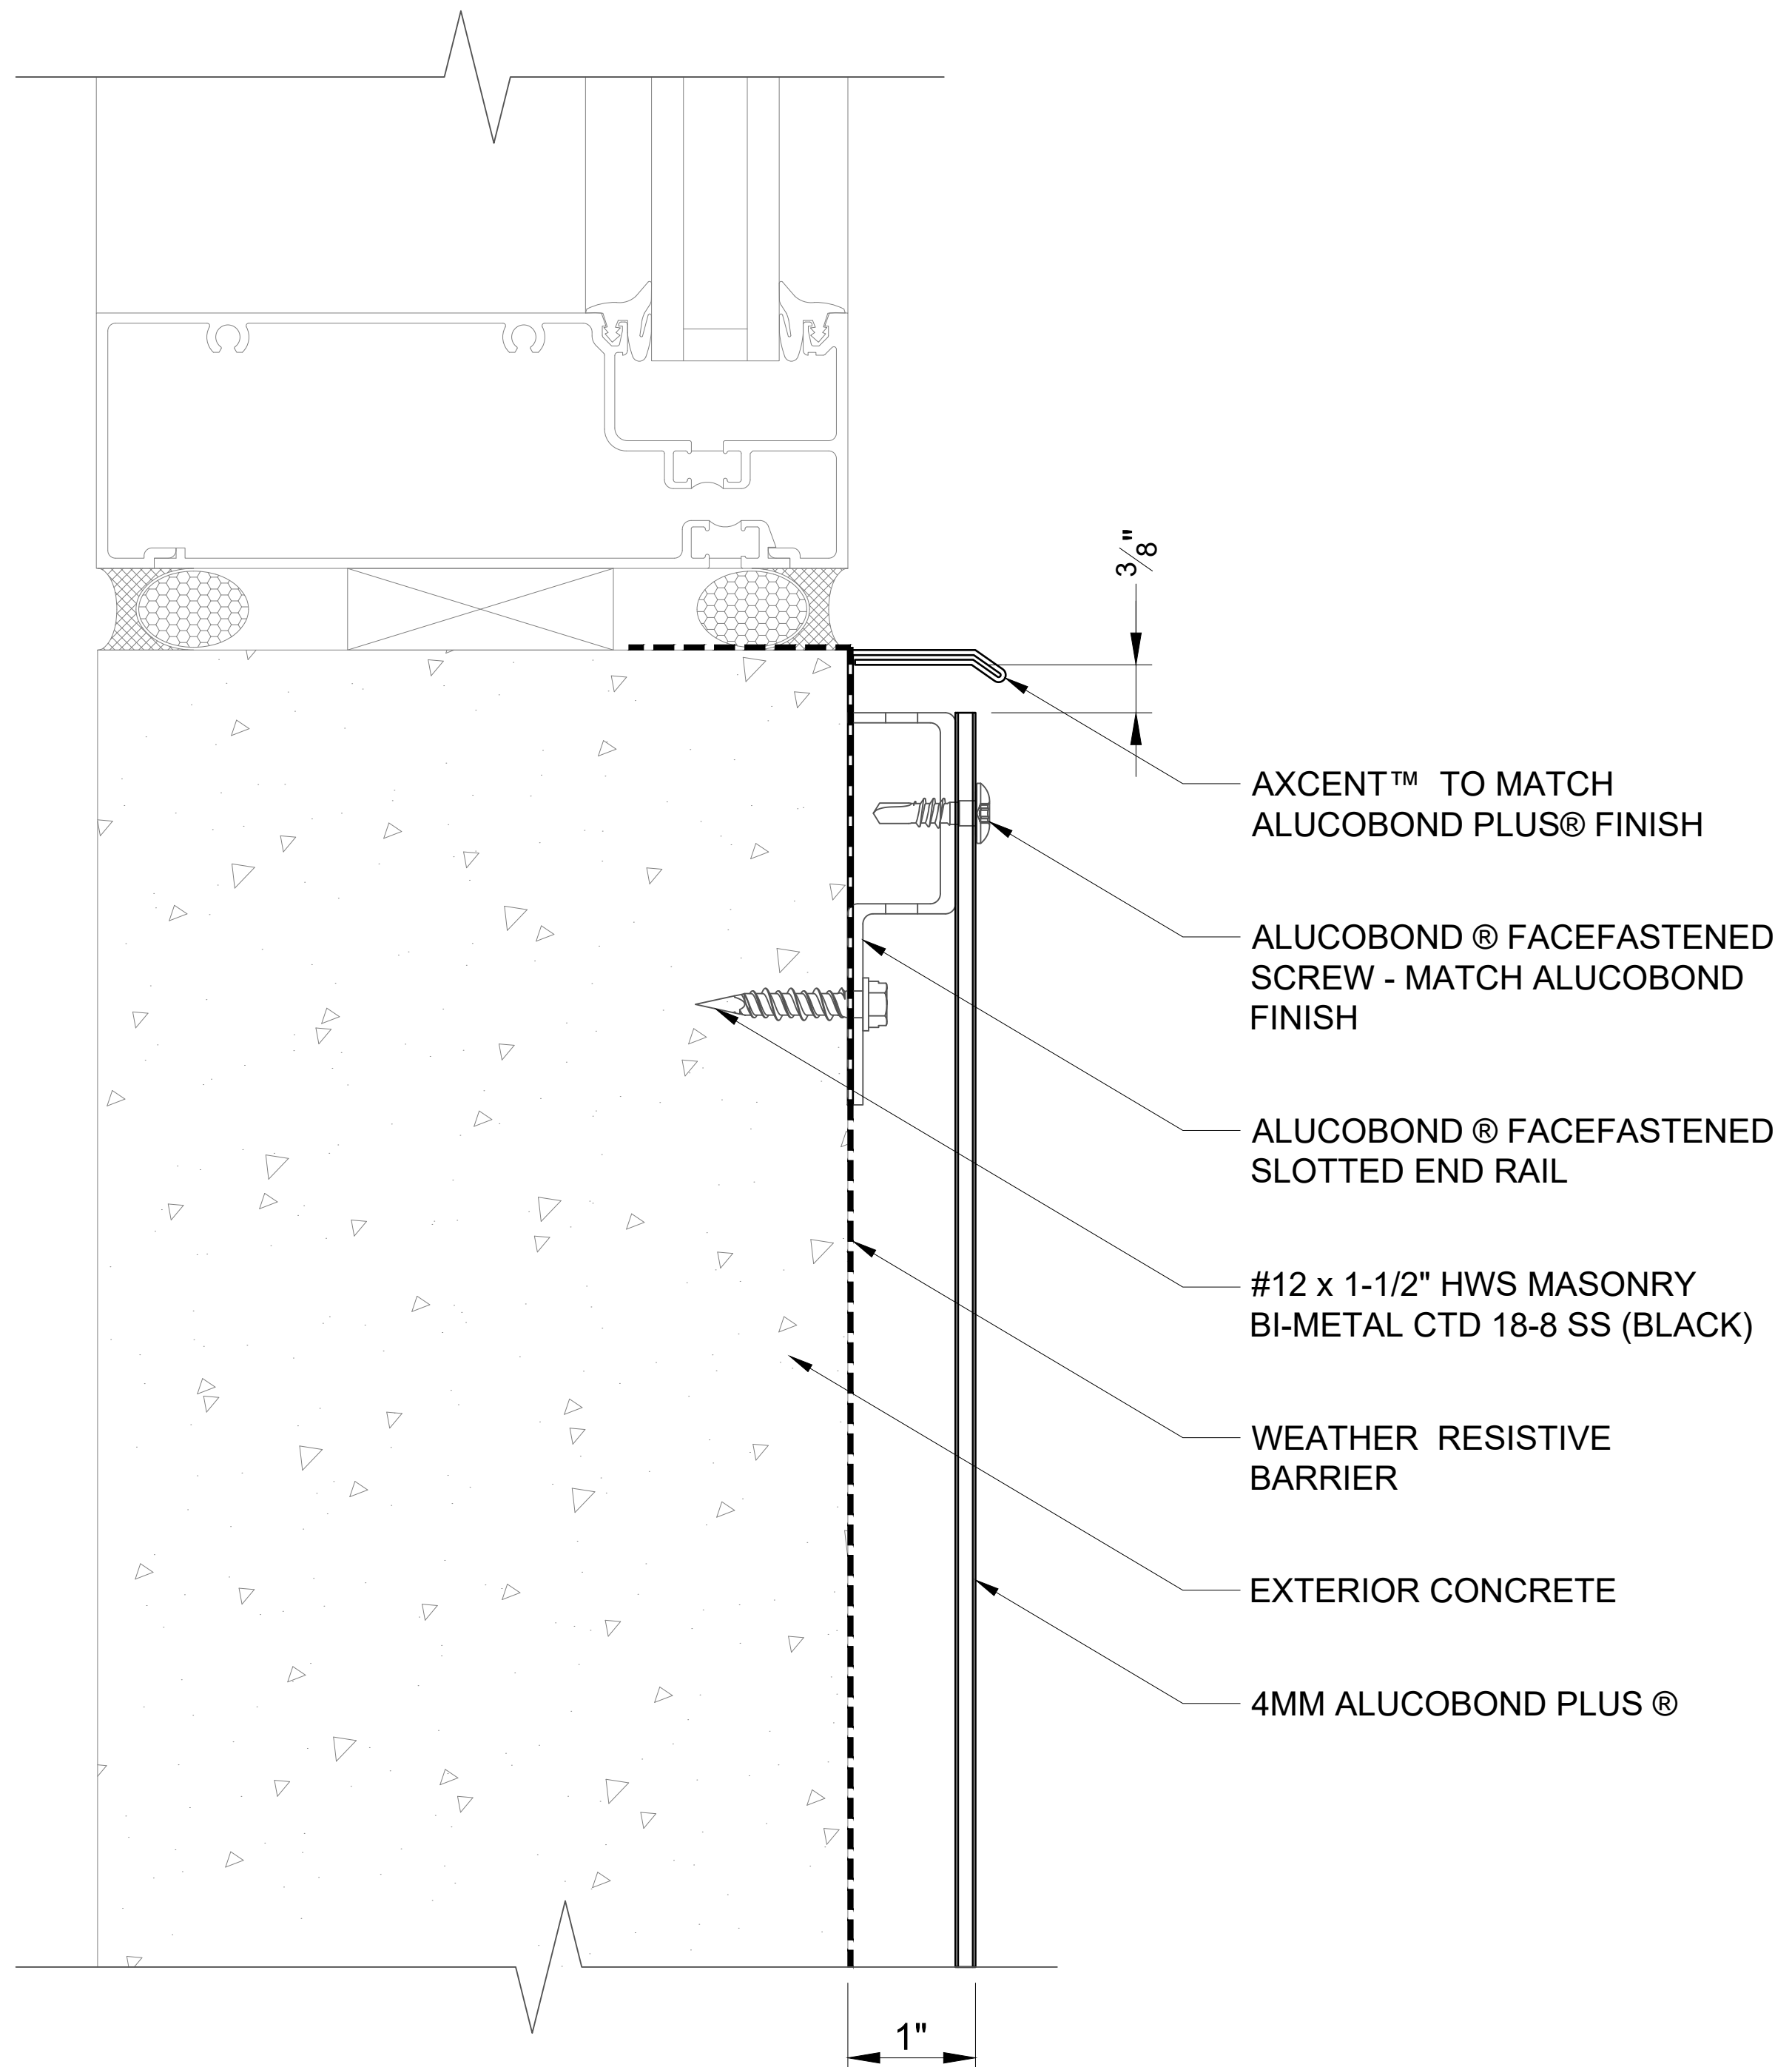 3/8"
AXCENT™ TO MATCH
ALUCOBOND PLUS® FINISH
ALUCOBOND ® FACEFASTENED
SCREW - MATCH ALUCOBOND
FINISH
ALUCOBOND ® FACEFASTENED
SLOTTED END RAIL
#12 x 1-1/2" HWS MASONRY
BI-METAL CTD 18-8 SS (BLACK)
WEATHER RESISTIVE
BARRIER
EXTERIOR CONCRETE
4MM ALUCOBOND PLUS ®
1"